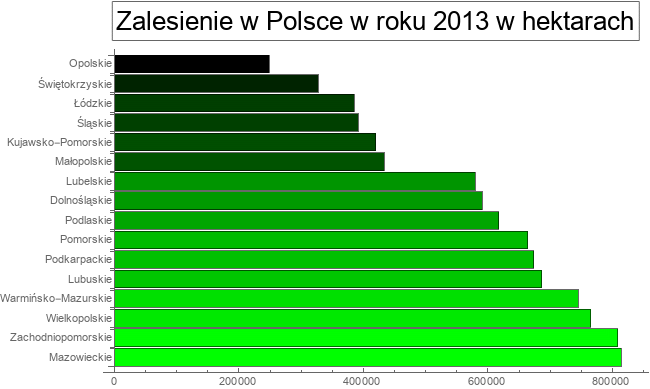 Zalesienie w Polsce w roku 2013 w hektarach
Opolskie
Świętokrzyskie
Łódzkie
Śląskie
Kujawsko-Pomorskie
Małopolskie
Lubelskie
Dolnośląskie
Podlaskie
Pomorskie
Podkarpackie
Lubuskie
Warmińsko-Mazurskie
Wielkopolskie
Zachodniopomorskie
Mazowieckie
0 200000 400000 600000 800000